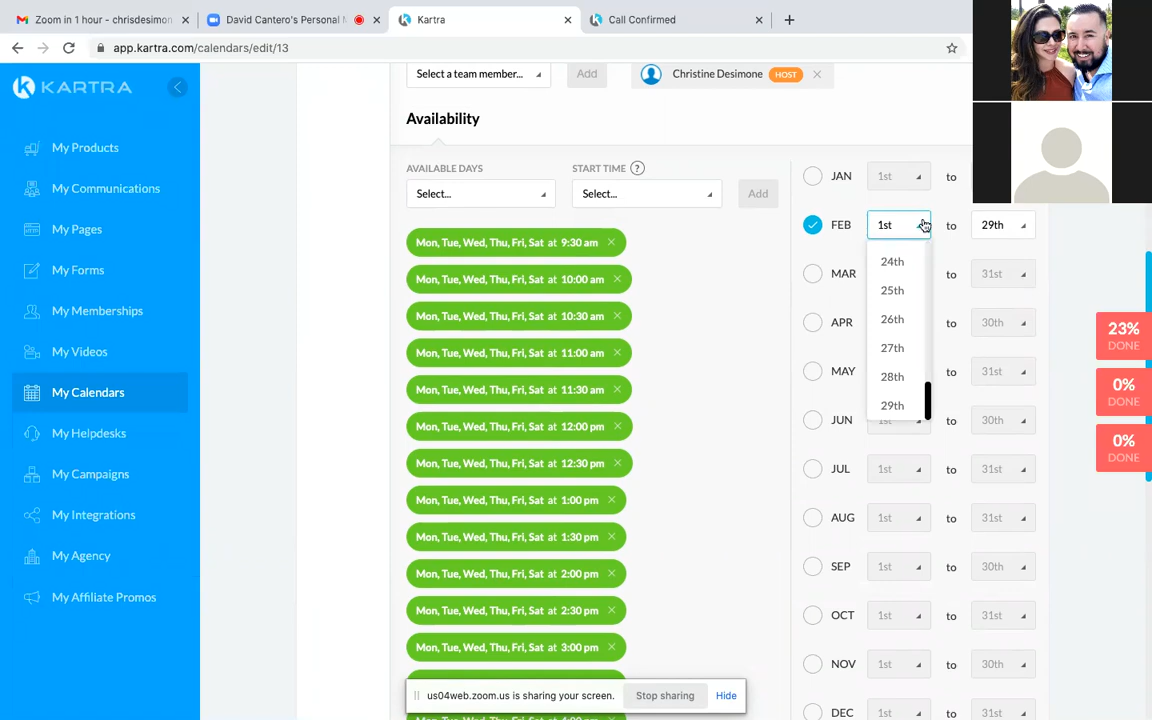 Zoom in 1 hour - chrisdesimon
David Cantero's Personal M
Kartra
Call Confirmed
app.kartra.com/calendars/edit/13
KARTRA
My Products
My Communications
My Pages
My Forms
My Memberships
My Videos
My Calendars
My Helpdesks
My Campaigns
My Integrations
My Agency
My Affiliate Promos
Select a team member...
Add
Christine Desimone
HOST
Availability
AVAILABLE DAYS
START TIME ?
Select...
Select...
Add
Mon, Tue, Wed, Thu, Fri, Sat at 9:30 am
Mon, Tue, Wed, Thu, Fri, Sat at 10:00 am
Mon, Tue, Wed, Thu, Fri, Sat at 10:30 am
Mon, Tue, Wed, Thu, Fri, Sat at 11:00 am
Mon, Tue, Wed, Thu, Fri, Sat at 11:30 am
Mon, Tue, Wed, Thu, Fri, Sat at 12:00 pm
Mon, Tue, Wed, Thu, Fri, Sat at 12:30 pm
Mon, Tue, Wed, Thu, Fri, Sat at 1:00 pm
Mon, Tue, Wed, Thu, Fri, Sat at 1:30 pm
Mon, Tue, Wed, Thu, Fri, Sat at 2:00 pm
Mon, Tue, Wed, Thu, Fri, Sat at 2:30 pm
Mon, Tue, Wed, Thu, Fri, Sat at 3:00 pm
JAN 1st to
FEB 1st to 29th
24th
25th
26th
27th
28th
29th
MAR to 31st
APR to 30th
MAY to 31st
JUN 1st to 30th
JUL 1st to 31st
AUG 1st to 31st
SEP 1st to 30th
OCT 1st to 31st
NOV 1st to 30th
DEC 1st to 31st
23%
DONE
0%
DONE
0%
DONE
us04web.zoom.us is sharing your screen.
Stop sharing
Hide